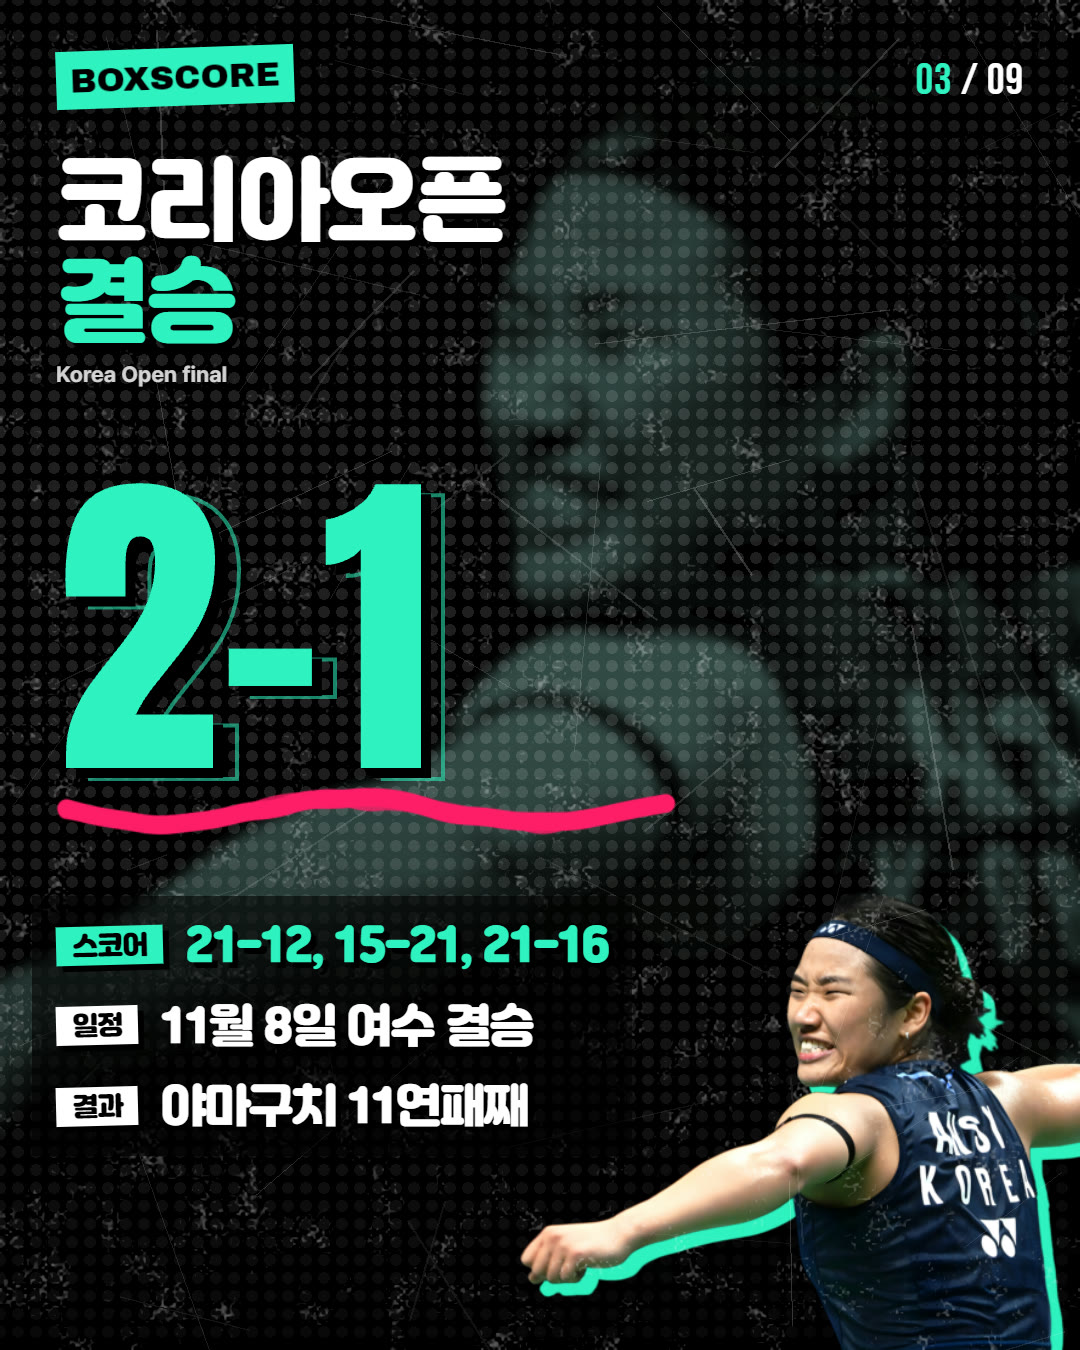 BOXSCORE
03 / 09
코리아오픈
결승
Korea Open final
2-1
스코어 21-12, 15-21, 21-16
일정 11월 8일 여수 결승
결과 야마구치 11연패째
AN SY
KOREA